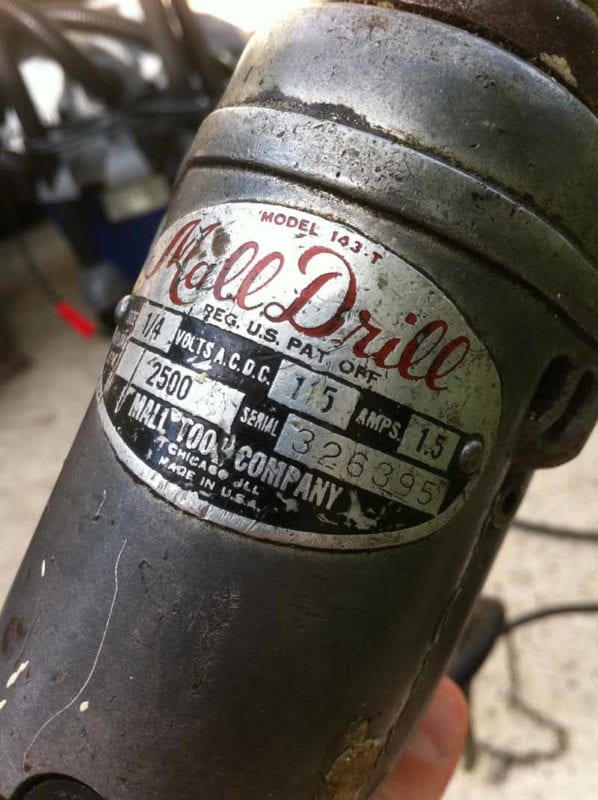 MODEL 143-T
Mall Drill
REG. U.S. PAT. OFF.
1/4 VOLTS A.C.D.C. 115 AMPS. 1.5
2500 SERIAL 326395
MALL TOOL COMPANY
CHICAGO ILL
MADE IN U.S.A.